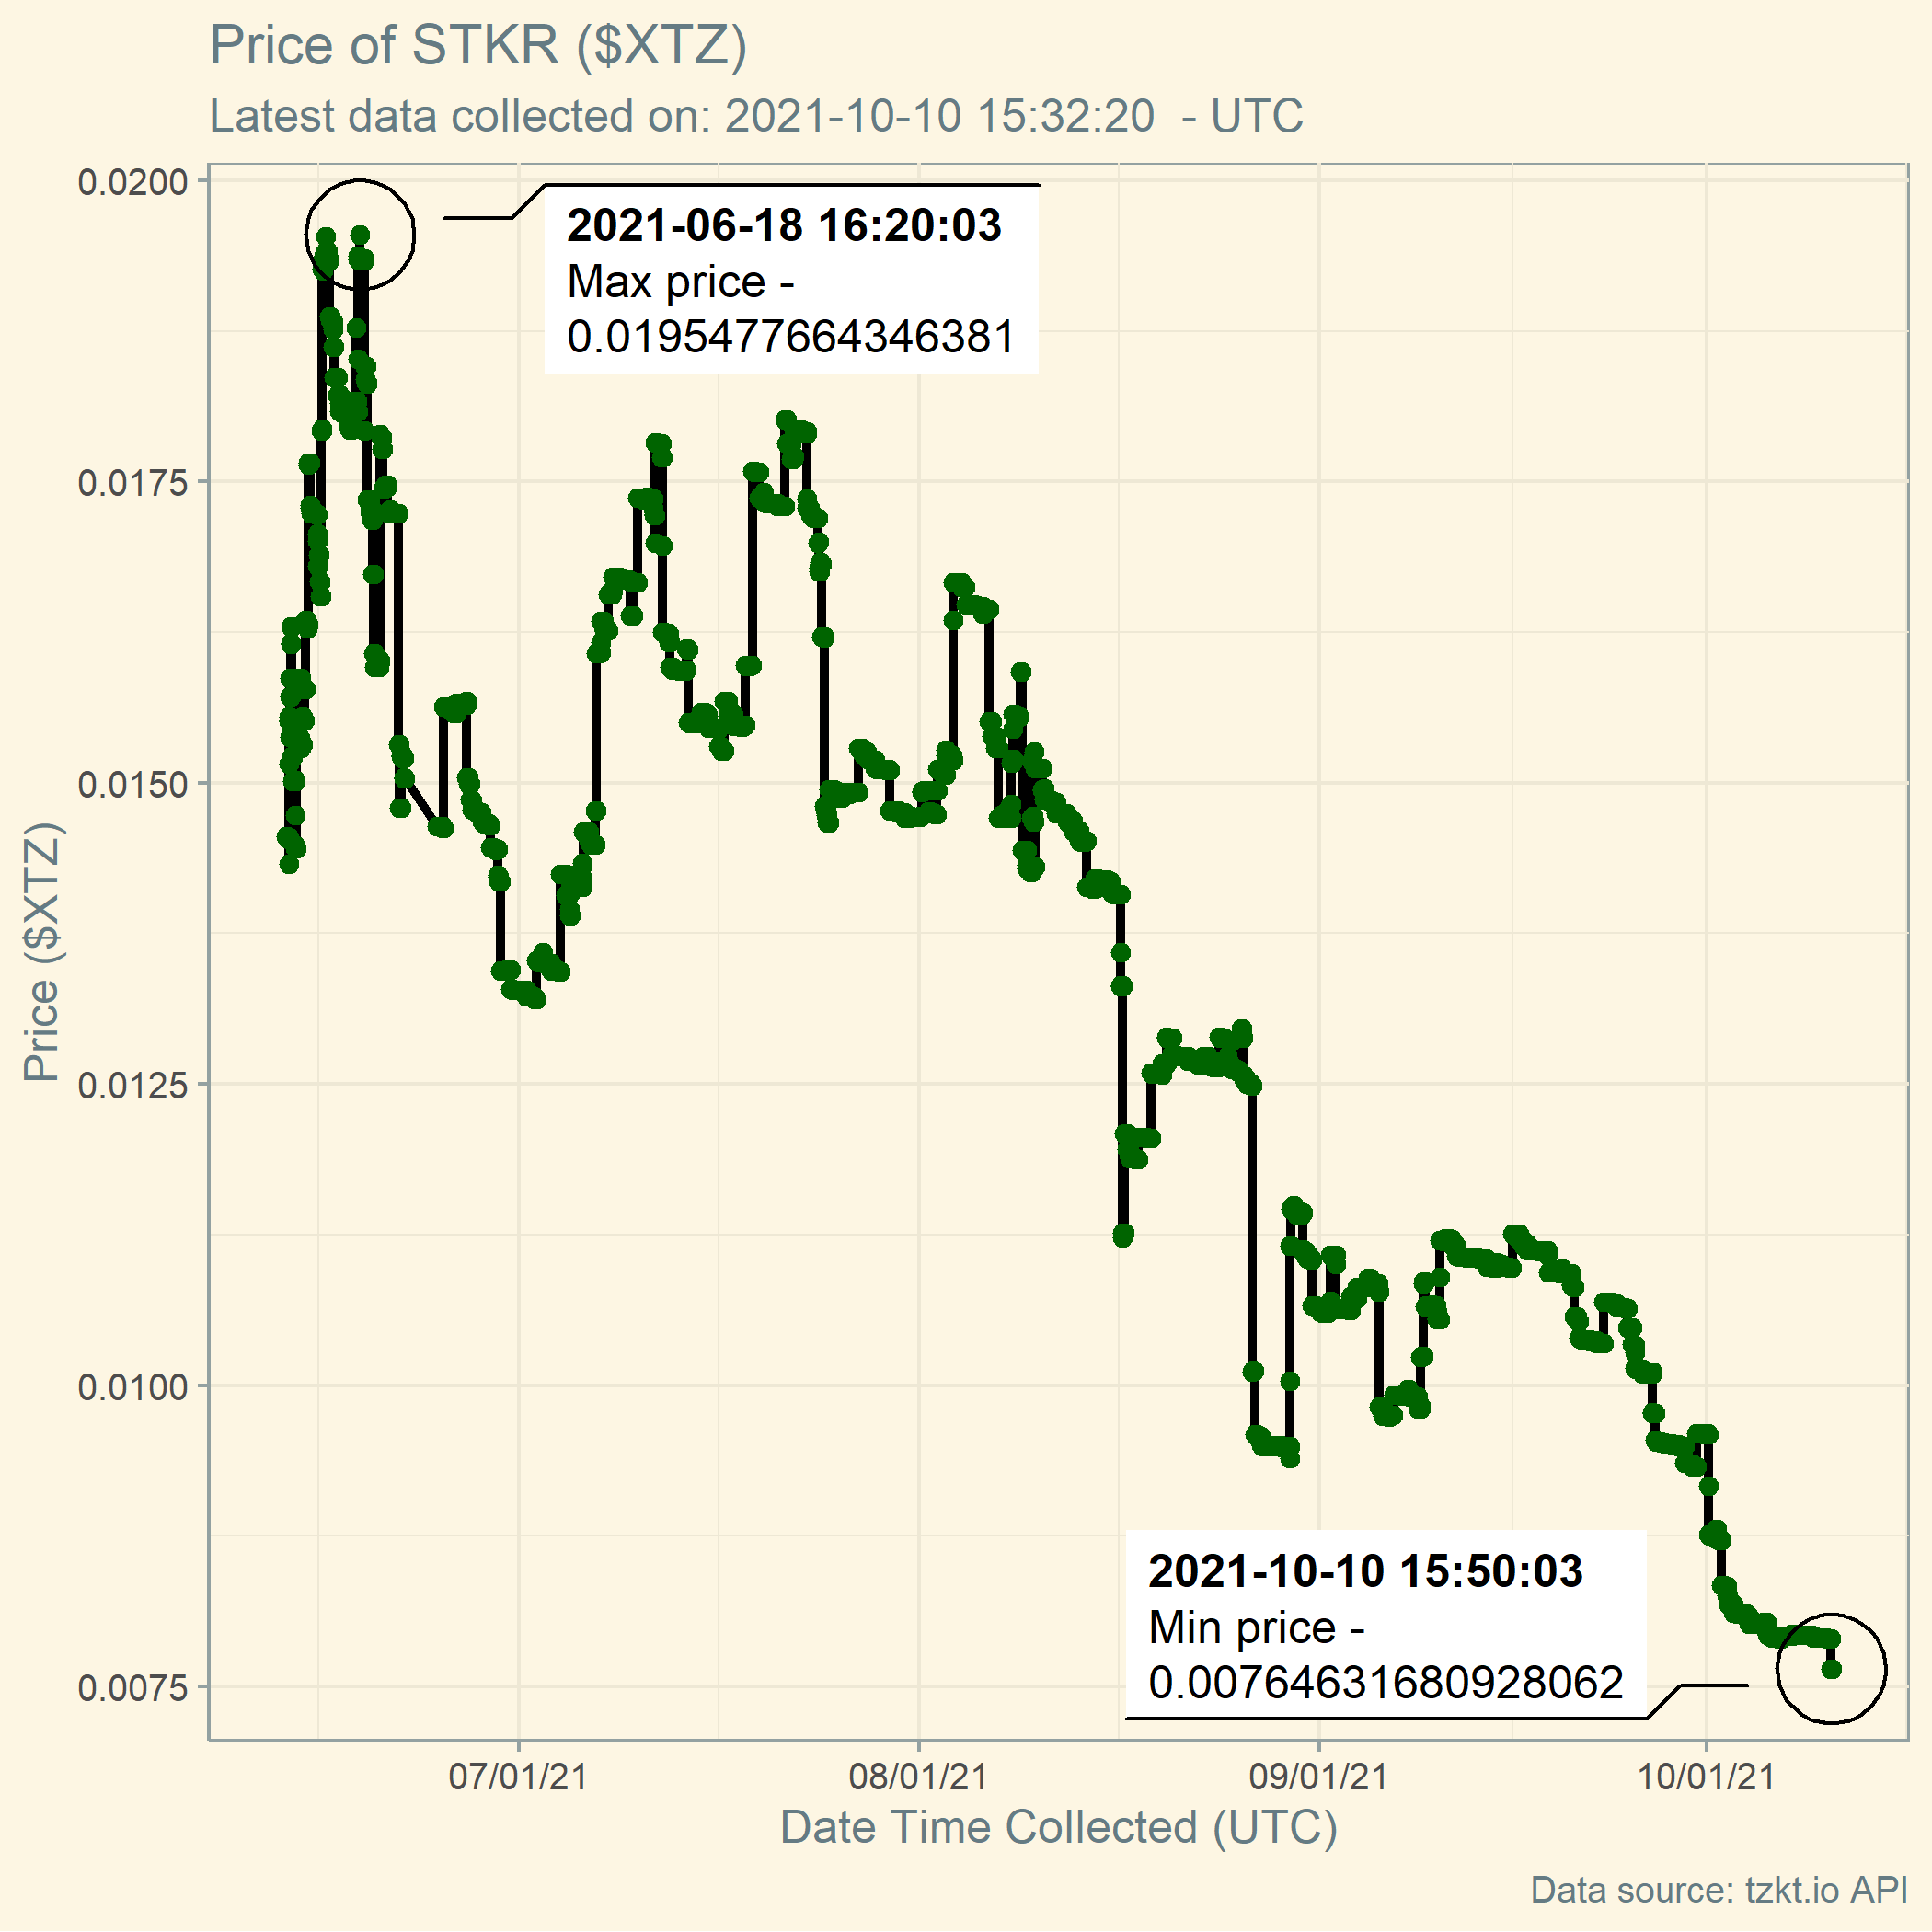 Price of STKR ($XTZ)
Latest data collected on: 2021-10-10 15:32:20  - UTC
0.0200
0.0175
0.0150
0.0125
0.0100
0.0075
Price ($XTZ)
2021-06-18 16:20:03
Max price -
0.0195477664346381
2021-10-10 15:50:03
Min price -
0.00764631680928062
07/01/21
08/01/21
09/01/21
10/01/21
Date Time Collected (UTC)
Data source: tzkt.io API